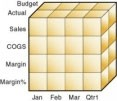 Budget
Actual
Sales
COGS
Margin
Margin%
Jan Feb Mar Qtr1